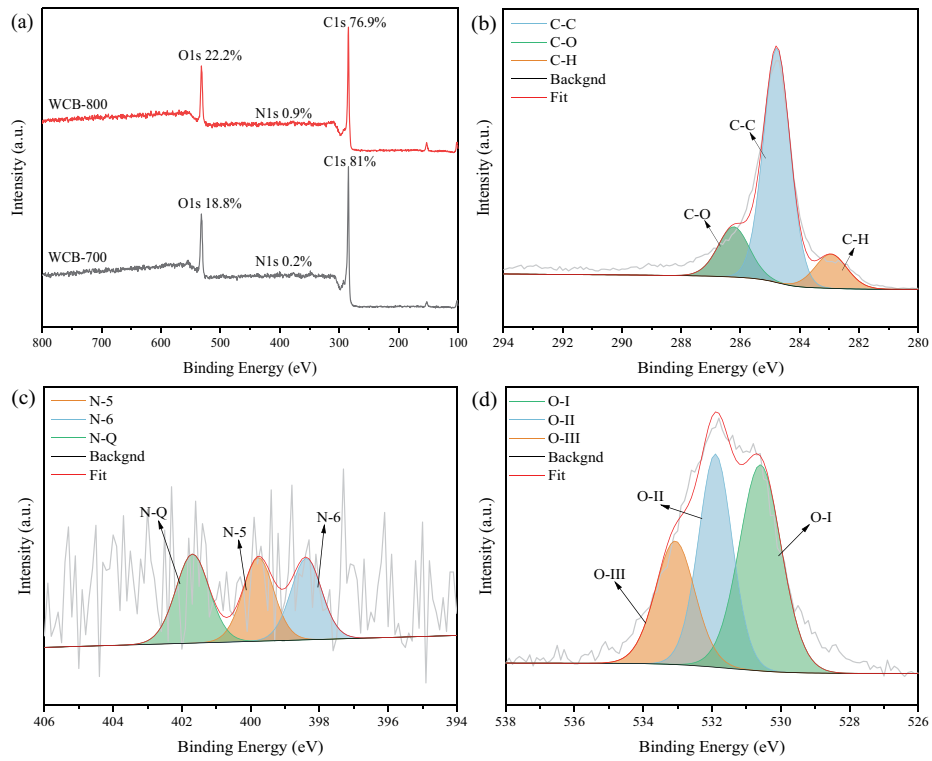 (a)
C1s 76.9%
O1s 22.2%
WCB-800
N1s 0.9%
C1s 81%
O1s 18.8%
WCB-700
N1s 0.2%
Intensity (a.u.)
800 700 600 500 400 300 200 100
Binding Energy (eV)
(b)
C-C
C-O
C-H
Backgnd
Fit
C-C
C-O
C-H
Intensity (a.u.)
294 292 290 288 286 284 282 280
Binding Energy (eV)
(c)
N-5
N-6
N-Q
Backgnd
Fit
N-Q
N-5
N-6
Intensity (a.u.)
406 404 402 400 398 396 394
Binding Energy (eV)
(d)
O-I
O-II
O-III
Backgnd
Fit
O-II
O-I
O-III
Intensity (a.u.)
538 536 534 532 530 528 526
Binding Energy (eV)